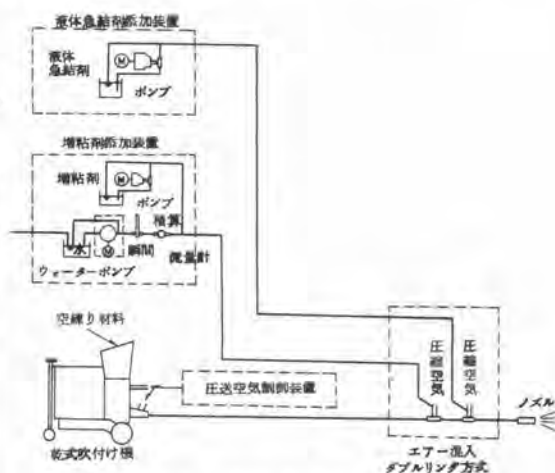 液体急結剤添加装置
液体
急結剤
M
ポンプ
増粘剤添加装置
増粘剤
M
ポンプ
積算
水
M
瞬間
流量計
ウォーターポンプ
空練り材料
圧送空気制御装置
乾式吹付け機
圧縮空気
圧縮空気
ノズル
エアー混入
ダブルリング方式